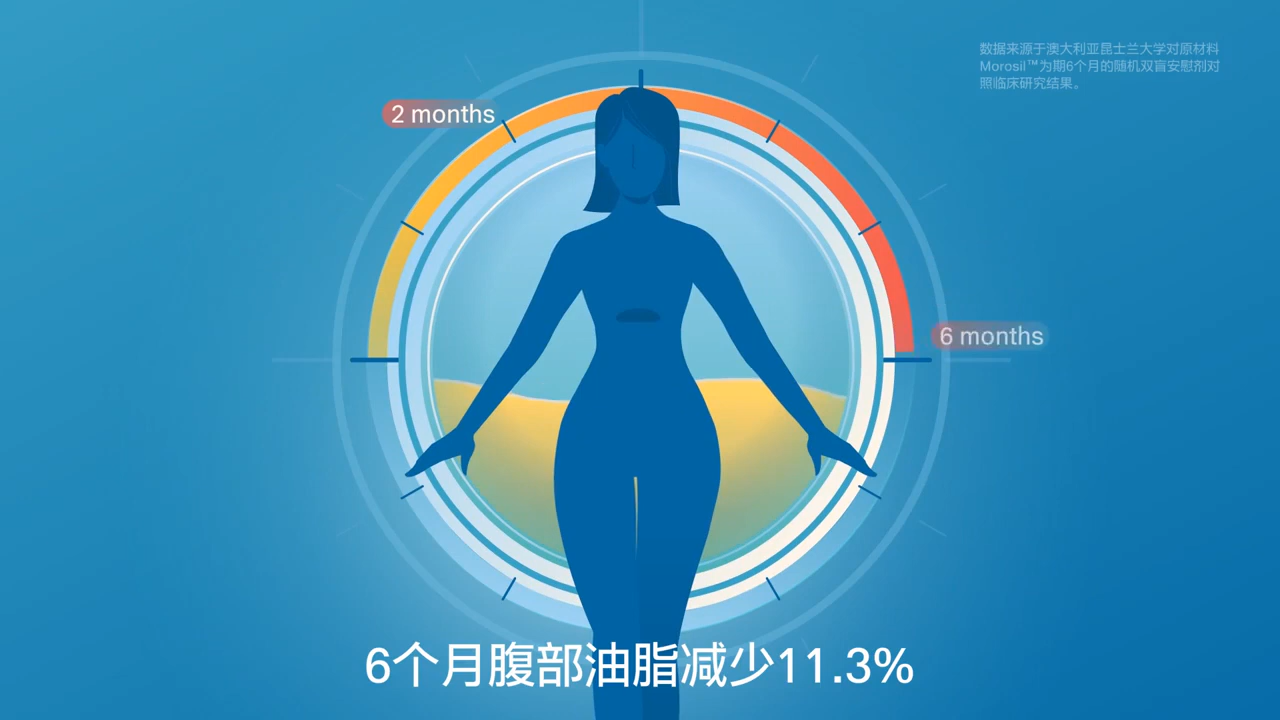 数据来源于澳大利亚昆士兰大学对原材料
Morosil™为期6个月的随机双盲安慰剂对
照临床研究结果。
2 months
6 months
6个月腹部油脂减少11.3%